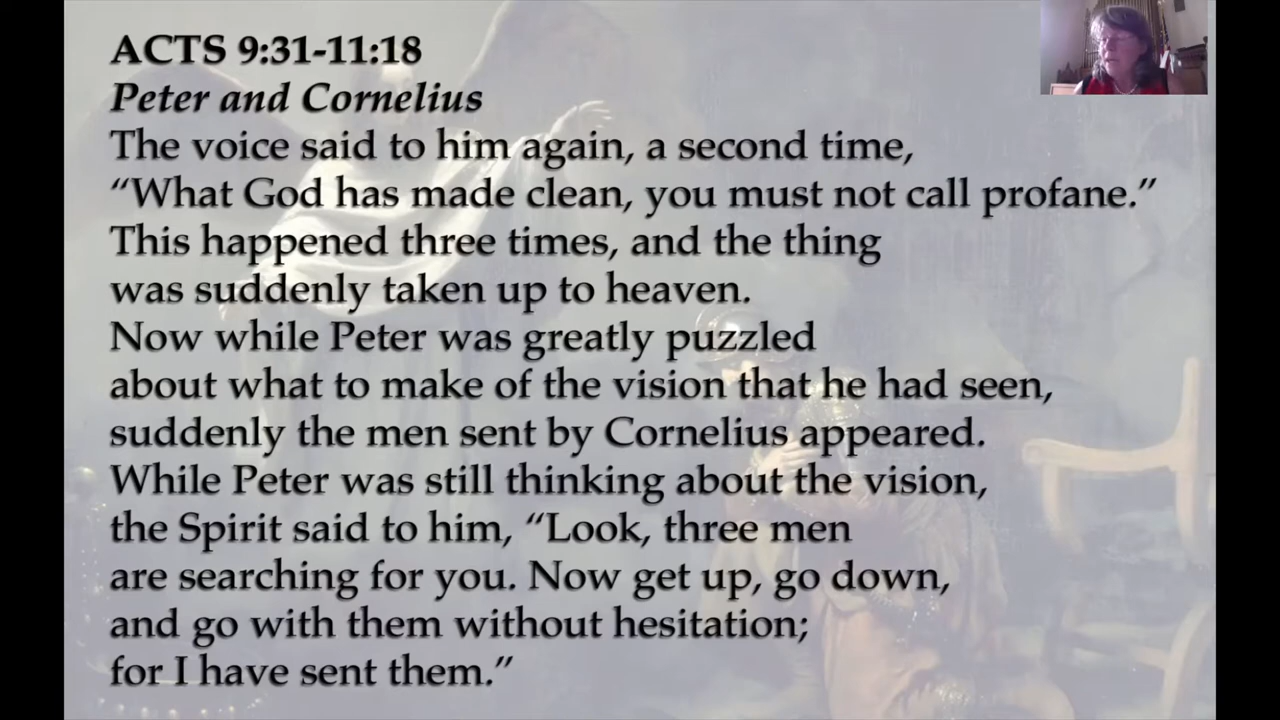 ACTS 9:31-11:18
Peter and Cornelius
The voice said to him again, a second time,
“What God has made clean, you must not call profane.”
This happened three times, and the thing
was suddenly taken up to heaven.
Now while Peter was greatly puzzled
about what to make of the vision that he had seen,
suddenly the men sent by Cornelius appeared.
While Peter was still thinking about the vision,
the Spirit said to him, “Look, three men
are searching for you. Now get up, go down,
and go with them without hesitation;
for I have sent them.”